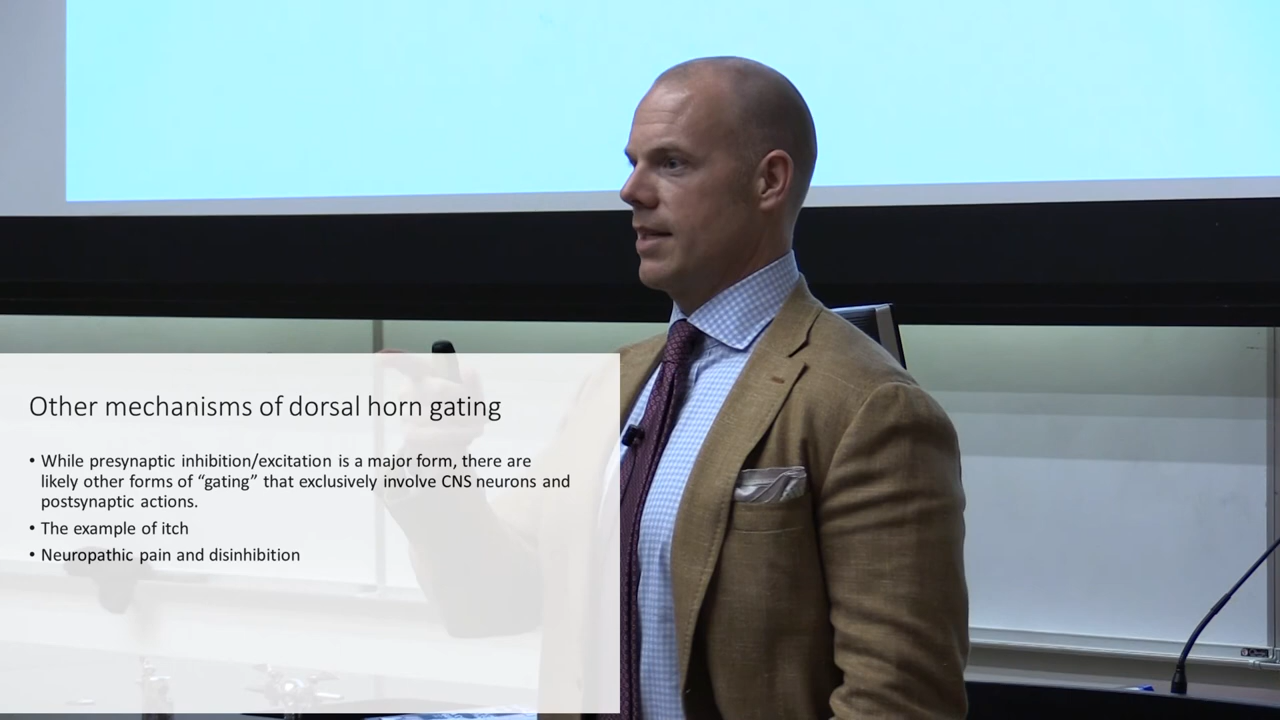 Other mechanisms of dorsal horn gating
• While presynaptic inhibition/excitation is a major form, there are
likely other forms of “gating” that exclusively involve CNS neurons and
postsynaptic actions.
• The example of itch
• Neuropathic pain and disinhibition